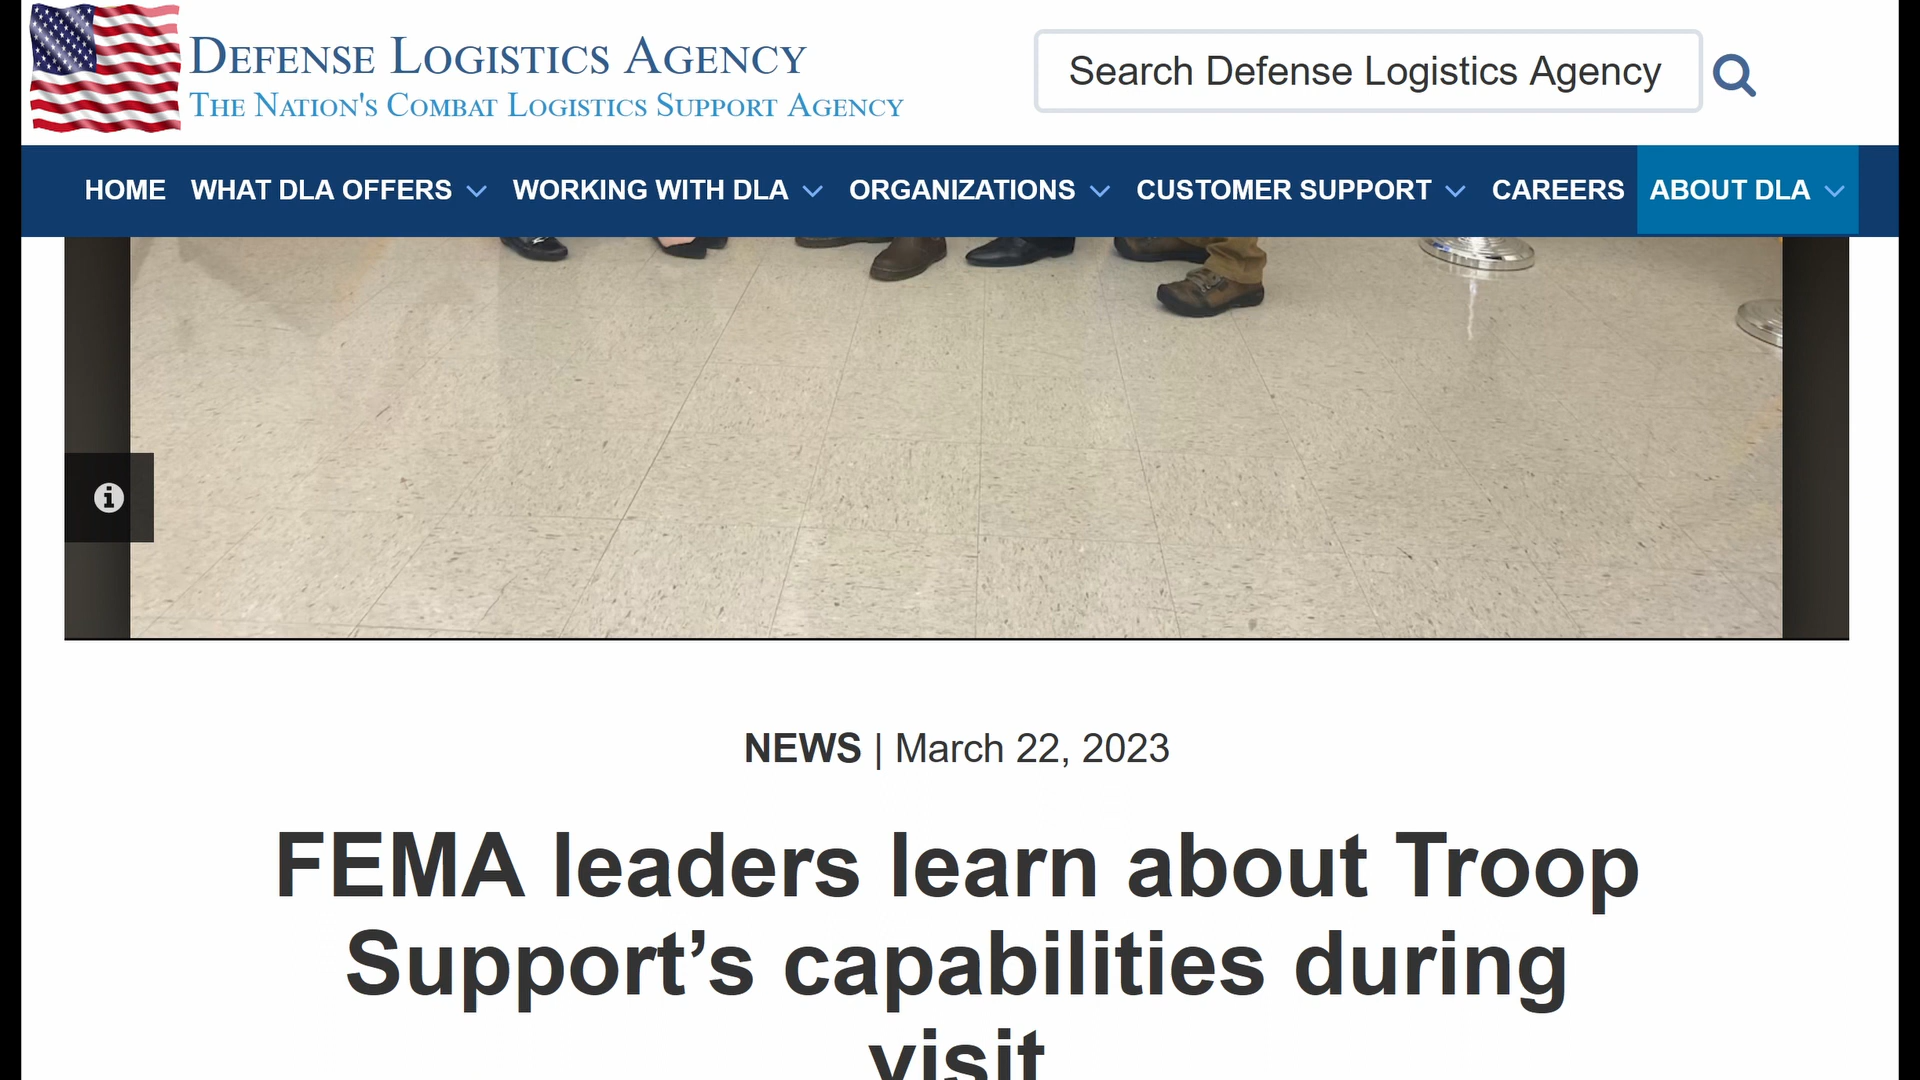 DEFENSE LOGISTICS AGENCY
THE NATION'S COMBAT LOGISTICS SUPPORT AGENCY
Search Defense Logistics Agency
HOME WHAT DLA OFFERS WORKING WITH DLA ORGANIZATIONS CUSTOMER SUPPORT CAREERS ABOUT DLA
NEWS | March 22, 2023
FEMA leaders learn about Troop
Support’s capabilities during
visit